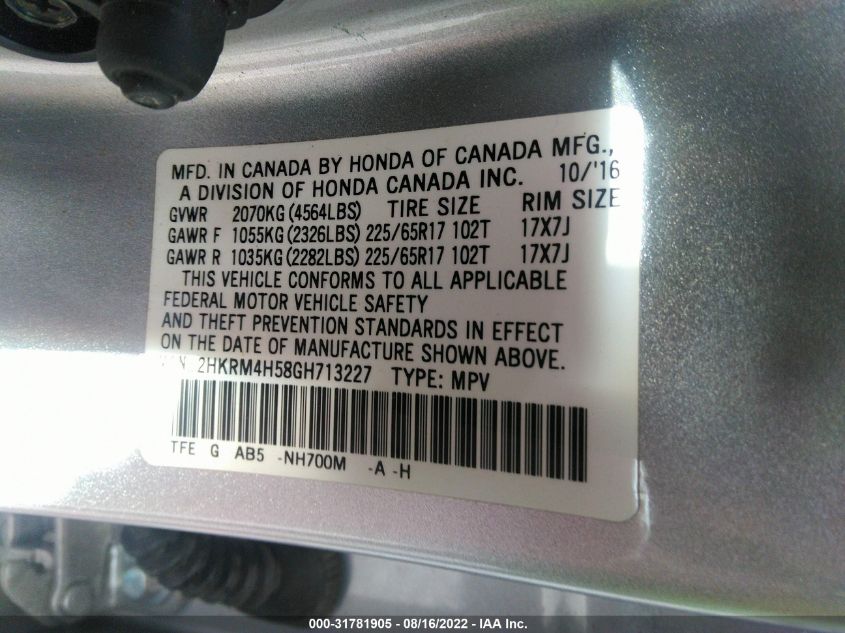 MFD. IN CANADA BY HONDA OF CANADA MFG.,
A DIVISION OF HONDA CANADA INC. 10/'16
GVWR 2070KG (4564LBS) TIRE SIZE RIM SIZE
GAWR F 1055KG (2326LBS) 225/65R17 102T 17X7J
GAWR R 1035KG (2282LBS) 225/65R17 102T 17X7J
THIS VEHICLE CONFORMS TO ALL APPLICABLE
FEDERAL MOTOR VEHICLE SAFETY
AND THEFT PREVENTION STANDARDS IN EFFECT
ON THE DATE OF MANUFACTURE SHOWN ABOVE.
2HKRM4H58GH713227 TYPE: MPV
TFE G AB5 -NH700M -A -H
000-31781905 - 08/16/2022 - IAA Inc.